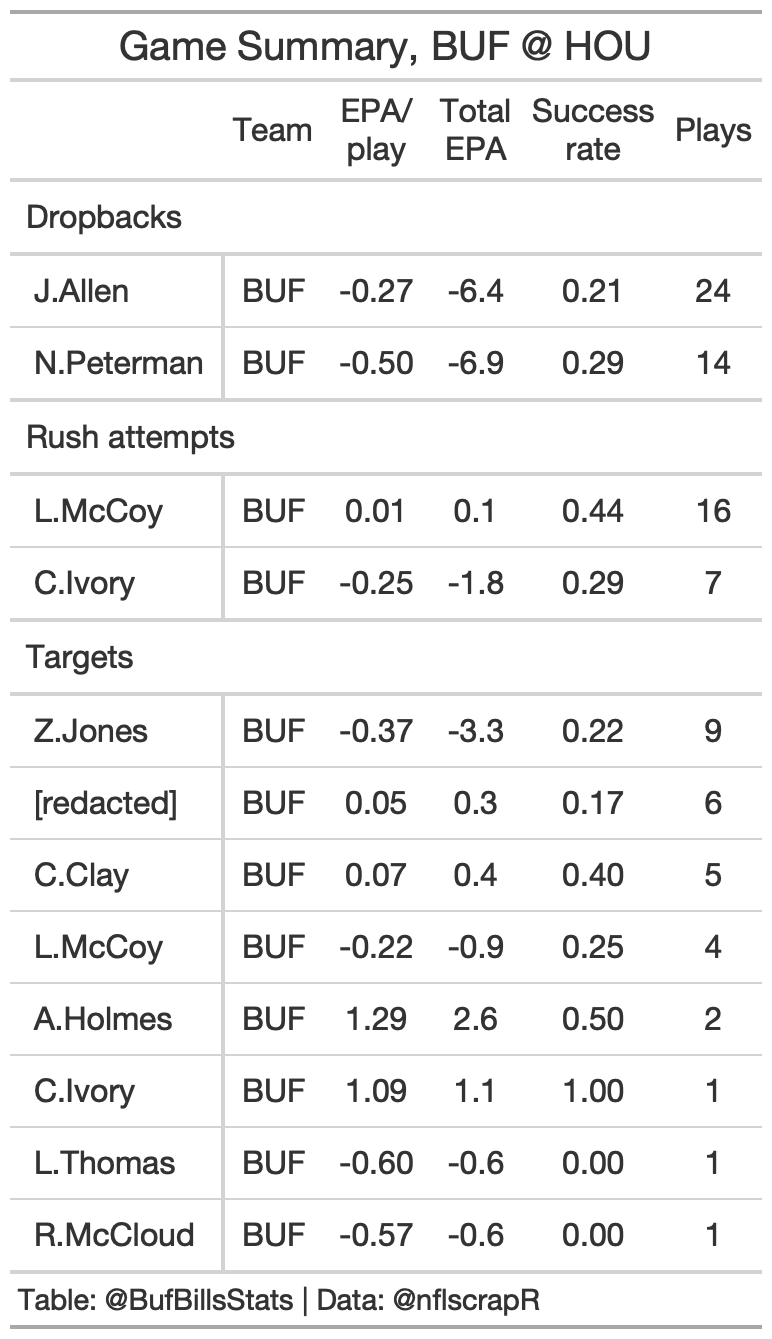 Game Summary, BUF @ HOU
Team EPA/ play Total EPA Success rate Plays
Dropbacks
J.Allen BUF -0.27 -6.4 0.21 24
N.Peterman BUF -0.50 -6.9 0.29 14
Rush attempts
L.McCoy BUF 0.01 0.1 0.44 16
C.Ivory BUF -0.25 -1.8 0.29 7
Targets
Z.Jones BUF -0.37 -3.3 0.22 9
[redacted] BUF 0.05 0.3 0.17 6
C.Clay BUF 0.07 0.4 0.40 5
L.McCoy BUF -0.22 -0.9 0.25 4
A.Holmes BUF 1.29 2.6 0.50 2
C.Ivory BUF 1.09 1.1 1.00 1
L.Thomas BUF -0.60 -0.6 0.00 1
R.McCloud BUF -0.57 -0.6 0.00 1
Table: @BufBillsStats | Data: @nflscrapR